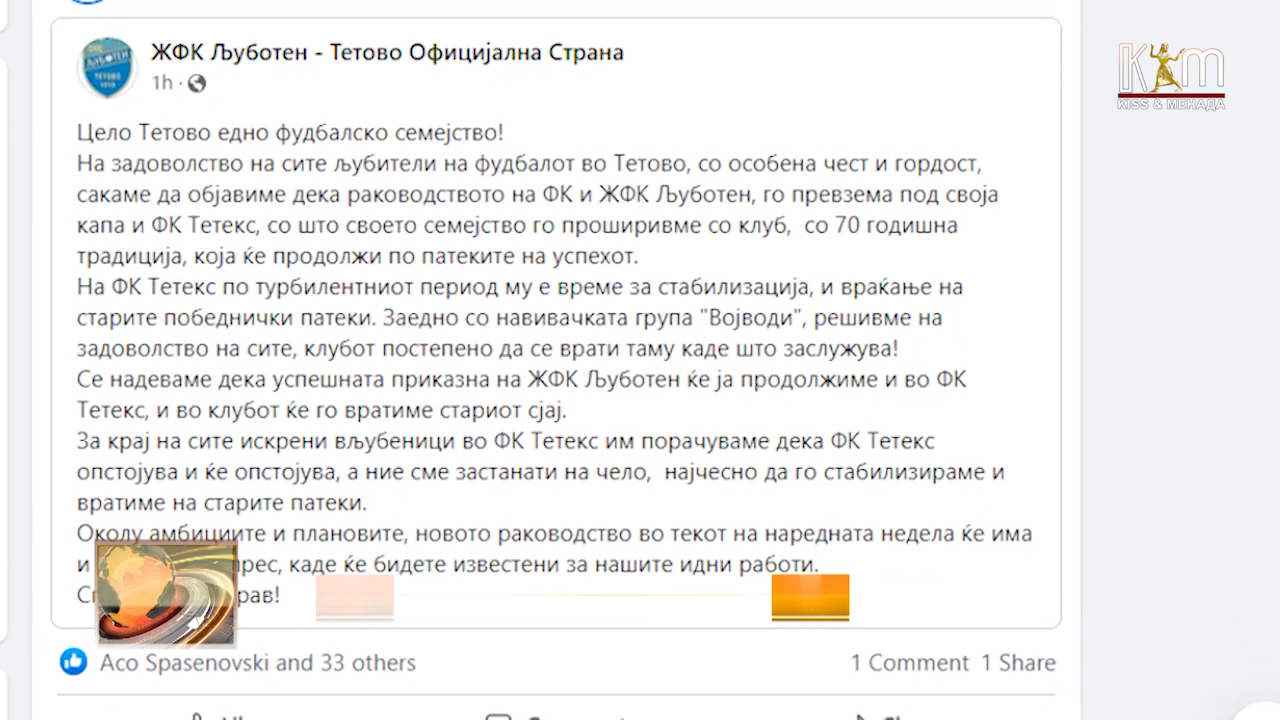 ЉУБОТЕН
ТЕТОВО
1919
ЖФК Љуботен - Тетово Официјална Страна
1h ·
KISS & МЕНАДА
Цело Тетово едно фудбалско семејство!
На задоволство на сите љубители на фудбалот во Тетово, со особена чест и гордост,
сакаме да објавиме дека раководството на ФК и ЖФК Љуботен, го превзема под своја
капа и ФК Тетекс, со што своето семејство го проширивме со клуб, со 70 годишна
традиција, која ќе продолжи по патеките на успехот.
На ФК Тетекс по турбилентниот период му е време за стабилизација, и враќање на
старите победнички патеки. Заедно со навивачката група "Војводи", решивме на
задоволство на сите, клубот постепено да се врати таму каде што заслужува!
Се надеваме дека успешната приказна на ЖФК Љуботен ќе ја продолжиме и во ФК
Тетекс, и во клубот ќе го вратиме стариот сјај.
За крај на сите искрени вљубеници во ФК Тетекс им порачуваме дека ФК Тетекс
опстојува и ќе опстојува, а ние сме застанати на чело, најчесно да го стабилизираме и
вратиме на старите патеки.
Околу амбициите и плановите, новото раководство во текот на наредната недела ќе има
и прес, каде ќе бидете известени за нашите идни работи.
Aco Spasenovski and 33 others
1 Comment 1 Share